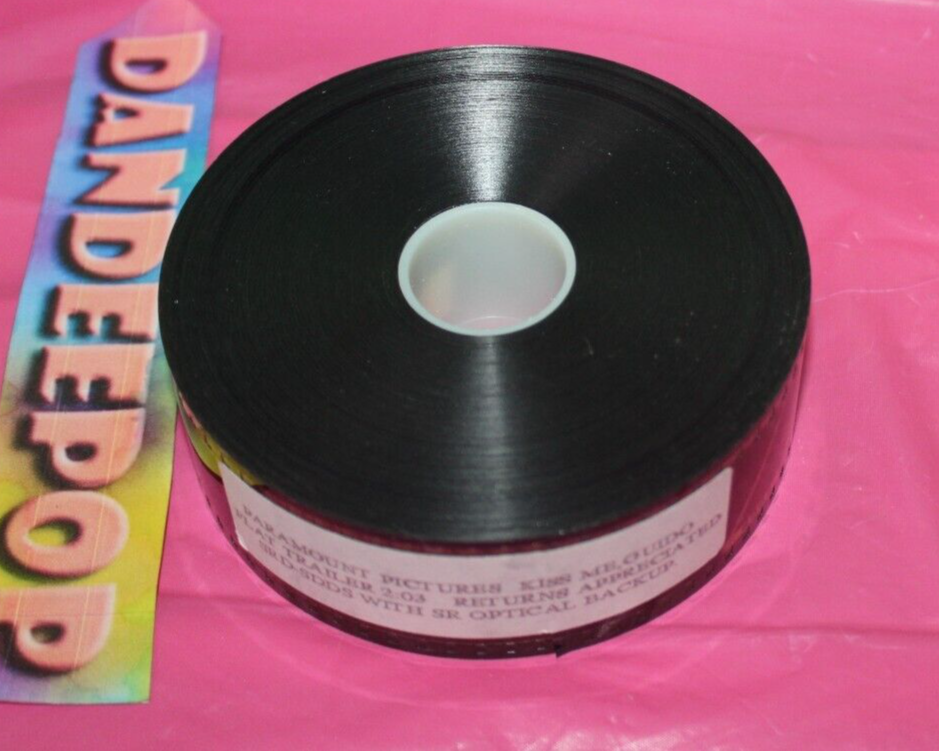 DANDEEPOP
PARAMOUNT PICTURES KISS ME, GUIDO
FLAT TRAILER 2:03 RETURNS APPRECIATED
SRD-SDDS WITH SR OPTICAL BACKUP